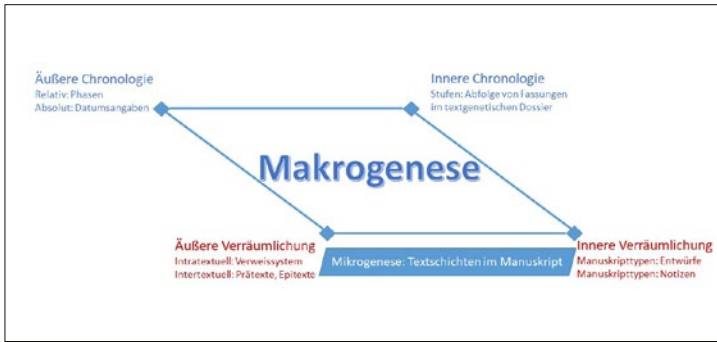 Äußere Chronologie
Relativ: Phasen
Absolut: Datumsangaben
Innere Chronologie
Stufen: Abfolge von Fassungen
im textgenetischen Dossier
Makrogenese
Äußere Verräumlichung
Intratextuell: Verweissystem
Intertextuell: Prätexte, Epitexte
Mikrogenese: Textschichten im Manuskript
Innere Verräumlichung
Manuskripttypen: Entwürfe
Manuskripttypen: Notizen